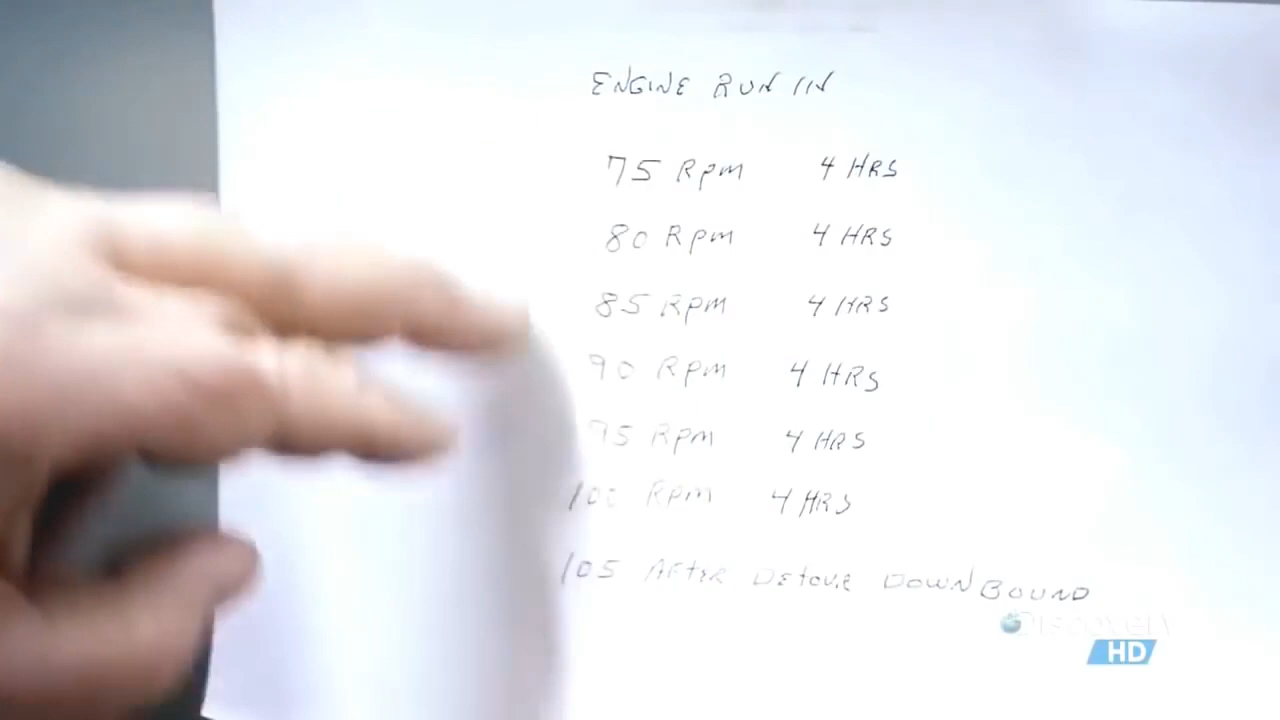 ENGINE RUN IN
75 RPM 4 HRS
80 RPM 4 HRS
85 RPM 4 HRS
90 RPM 4 HRS
95 RPM 4 HRS
100 RPM 4 HRS
105 AFTER DETOUR DOWNBOUND
Discovery
HD